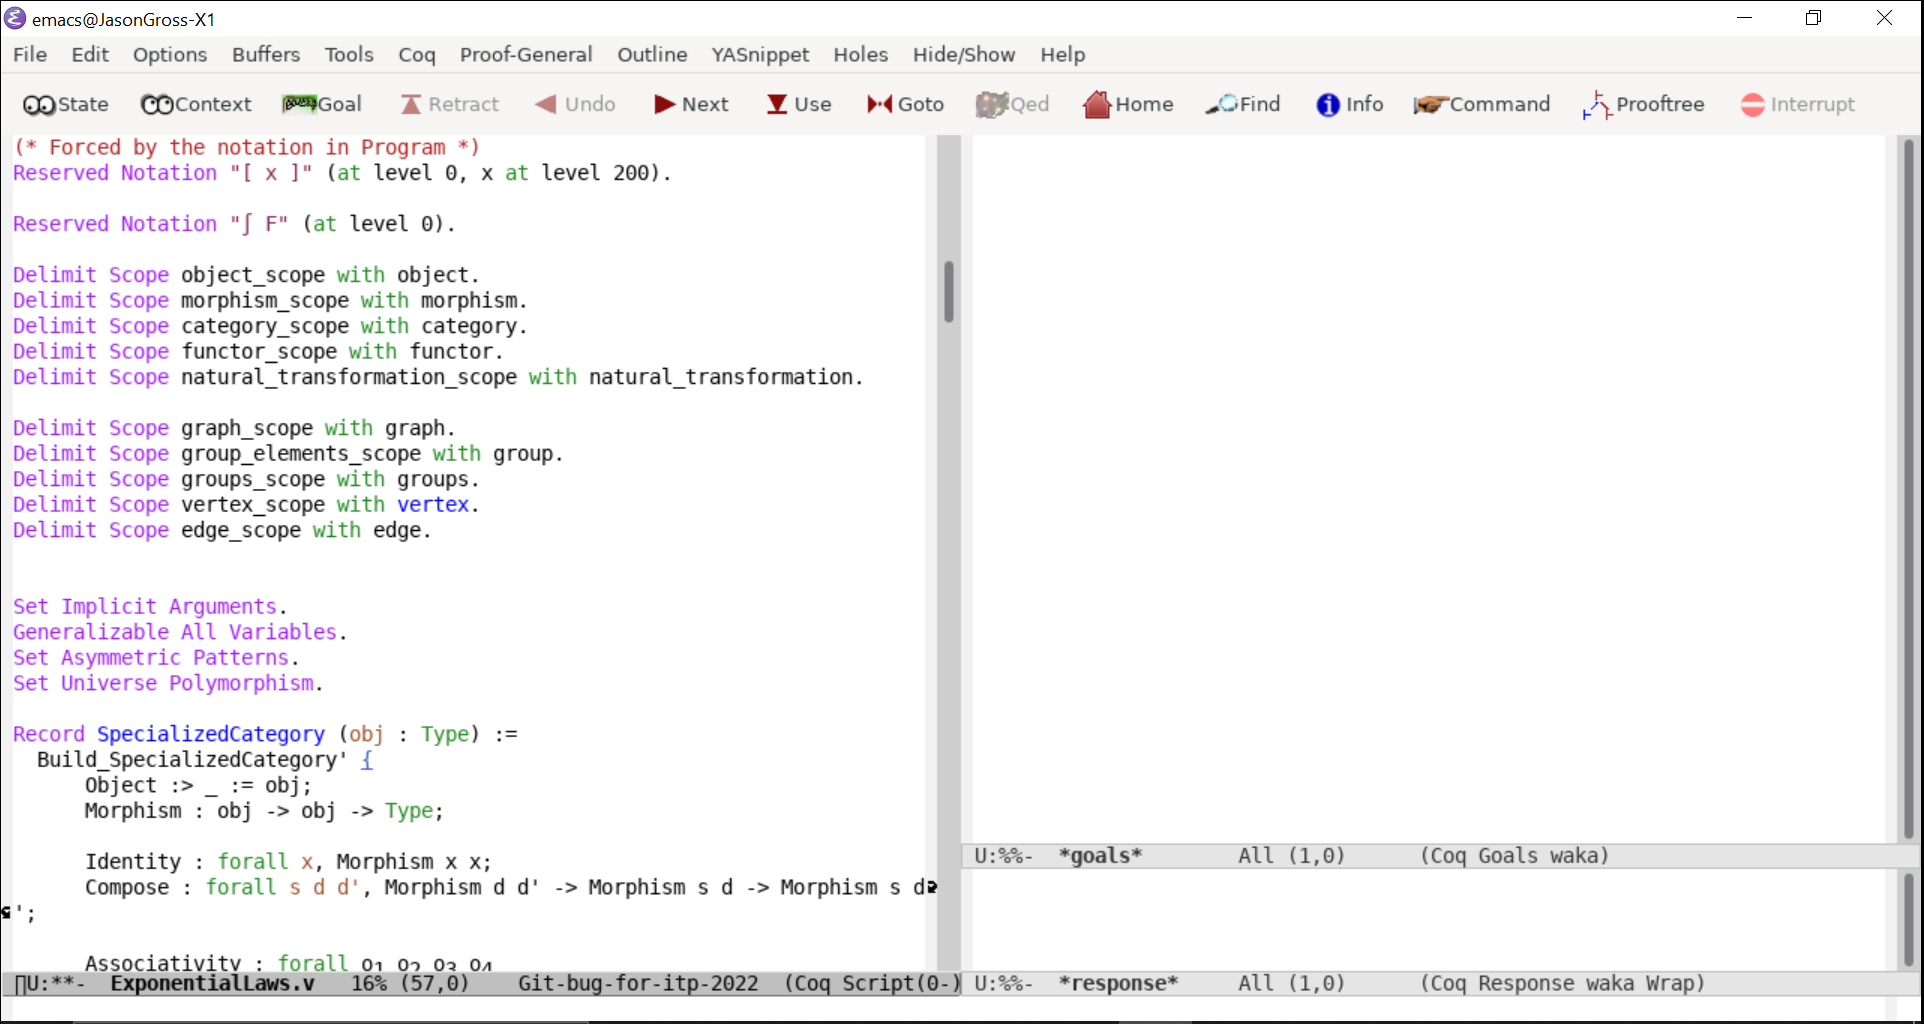 emacs@JasonGross-X1
File Edit Options Buffers Tools Coq Proof-General Outline YASnippet Holes Hide/Show Help
State Context Goal Retract Undo Next Use Goto Qed Home Find Info Command Prooftree Interrupt
(* Forced by the notation in Program *)
Reserved Notation "[ x ]" (at level 0, x at level 200).
Reserved Notation "∫ F" (at level 0).
Delimit Scope object_scope with object.
Delimit Scope morphism_scope with morphism.
Delimit Scope category_scope with category.
Delimit Scope functor_scope with functor.
Delimit Scope natural_transformation_scope with natural_transformation.
Delimit Scope graph_scope with graph.
Delimit Scope group_elements_scope with group.
Delimit Scope groups_scope with groups.
Delimit Scope vertex_scope with vertex.
Delimit Scope edge_scope with edge.
Set Implicit Arguments.
Generalizable All Variables.
Set Asymmetric Patterns.
Set Universe Polymorphism.
Record SpecializedCategory (obj : Type) :=
Build_SpecializedCategory' {
Object :> _ := obj;
Morphism : obj -> obj -> Type;
Identity : forall x, Morphism x x;
Compose : forall s d d', Morphism d d' -> Morphism s d -> Morphism s d
';
Associativity : forall o1 o2 o3 o4
U:**- ExponentialLaws.v 16% (57,0) Git-bug-for-itp-2022 (Coq Script(0-)
U:%%- *goals* All (1,0) (Coq Goals waka)
U:%%- *response* All (1,0) (Coq Response waka Wrap)